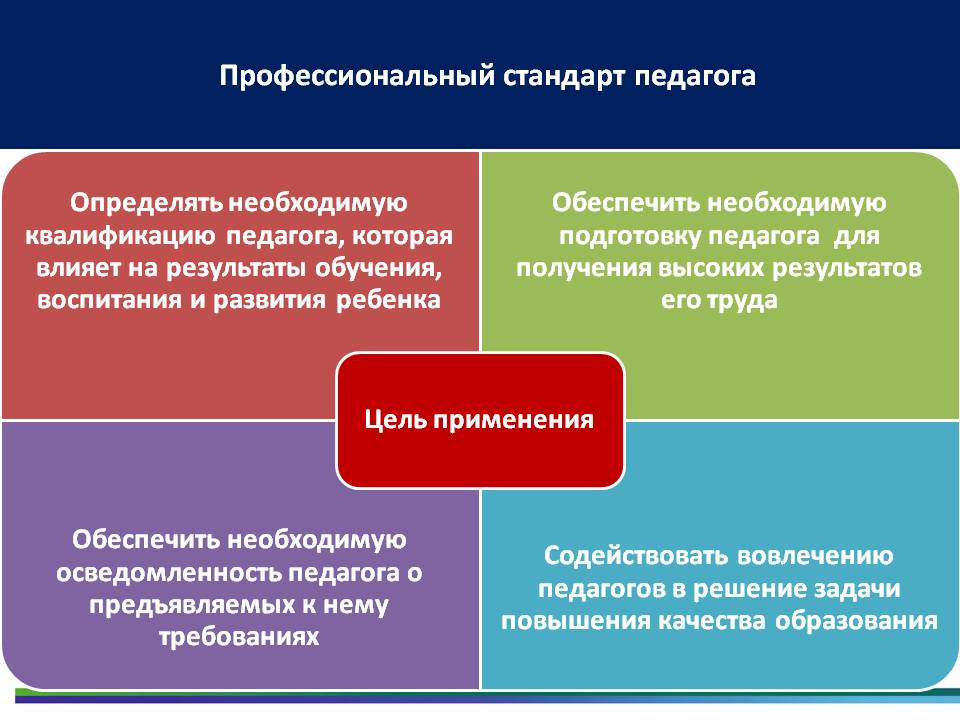 Профессиональный стандарт педагога
Определять необходимую
квалификацию педагога, которая
влияет на результаты обучения,
воспитания и развития ребенка
Обеспечить необходимую
подготовку педагога для
получения высоких результатов
его труда
Цель применения
Обеспечить необходимую
осведомленность педагога о
предъявляемых к нему
требованиях
Содействовать вовлечению
педагогов в решение задачи
повышения качества образования